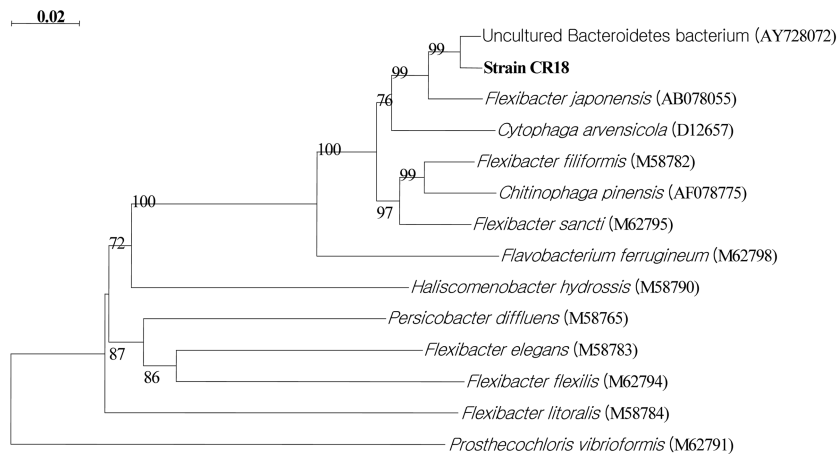 0.02
Uncultured Bacteroidetes bacterium (AY728072)
99
Strain CR18
99
Flexibacter japonensis (AB078055)
76
Cytophaga arvensicola (D12657)
100
Flexibacter filiformis (M58782)
99
Chitinophaga pinensis (AF078775)
100
97
Flexibacter sancti (M62795)
72
Flavobacterium ferrugineum (M62798)
Haliscomenobacter hydrossis (M58790)
Persicobacter diffluens (M58765)
87
Flexibacter elegans (M58783)
86
Flexibacter flexilis (M62794)
Flexibacter litoralis (M58784)
Prosthecochloris vibrioformis (M62791)